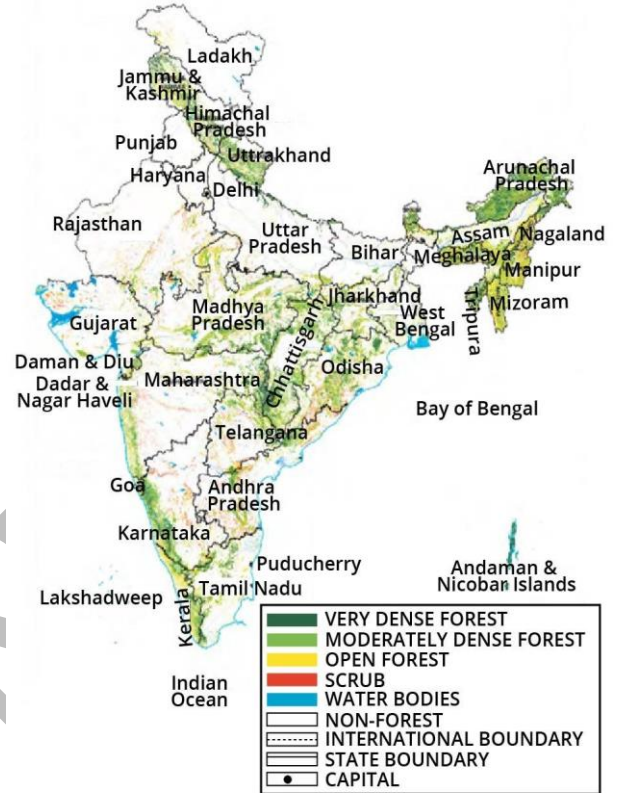 Ladakh
Jammu &
Kashmir
Himachal
Pradesh
Punjab
Uttrakhand
Haryana
Delhi
Arunachal
Pradesh
Rajasthan
Uttar
Pradesh
Bihar
Assam
Nagaland
Meghalaya
Manipur
Gujarat
Madhya
Pradesh
Jharkhand
West
Bengal
Tripura
Mizoram
Chhattisgarh
Daman & Diu
Dadar &
Nagar Haveli
Maharashtra
Odisha
Bay of Bengal
Telangana
Goa
Andhra
Pradesh
Karnataka
Puducherry
Andaman &
Nicobar Islands
Lakshadweep
Kerala
Tamil Nadu
Indian
Ocean
VERY DENSE FOREST
MODERATELY DENSE FOREST
OPEN FOREST
SCRUB
WATER BODIES
NON-FOREST
INTERNATIONAL BOUNDARY
STATE BOUNDARY
CAPITAL